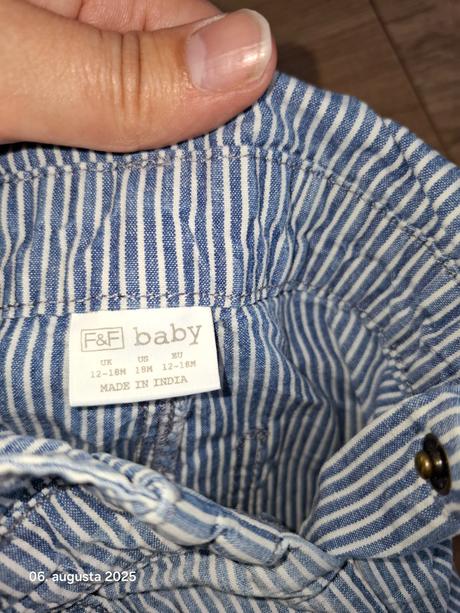 F&F baby
UK US EU
12-18M 18M 12-18M
MADE IN INDIA
06. augusta 2025